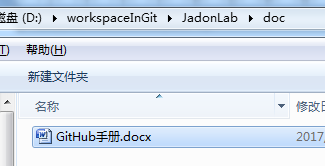 磁盘 (D:) ▸ workspaceInGit ▸ JadonLab ▸ doc
(T) 帮助(H)
新建文件夹
名称 修改日
GitHub手册.docx 2017/